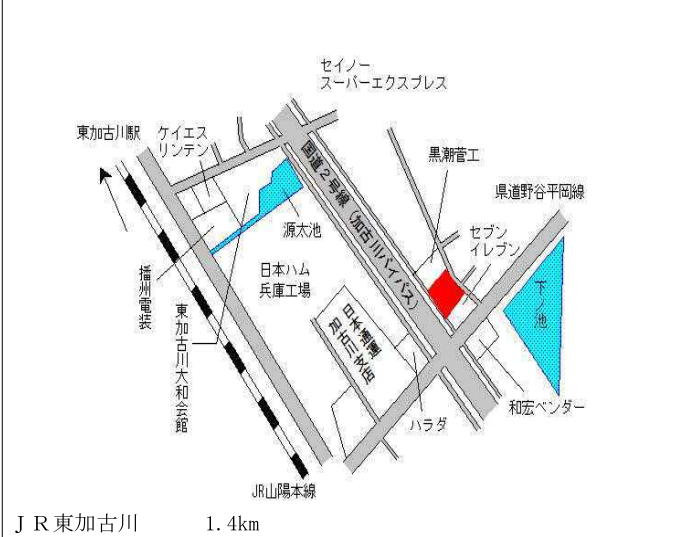 セイノー
スーパーエクスプレス
東加古川駅
ケイエス
リンテン
国道２号線（加古川バイパス）
黒潮菅工
県道野谷平岡線
セブン
イレブン
源太池
日本ハム
兵庫工場
播州電装
東加古川大和会館
日本通運
加古川支店
下ノ池
和宏ベンダー
ハラダ
JR山陽本線
ＪＲ東加古川　　　1.4km